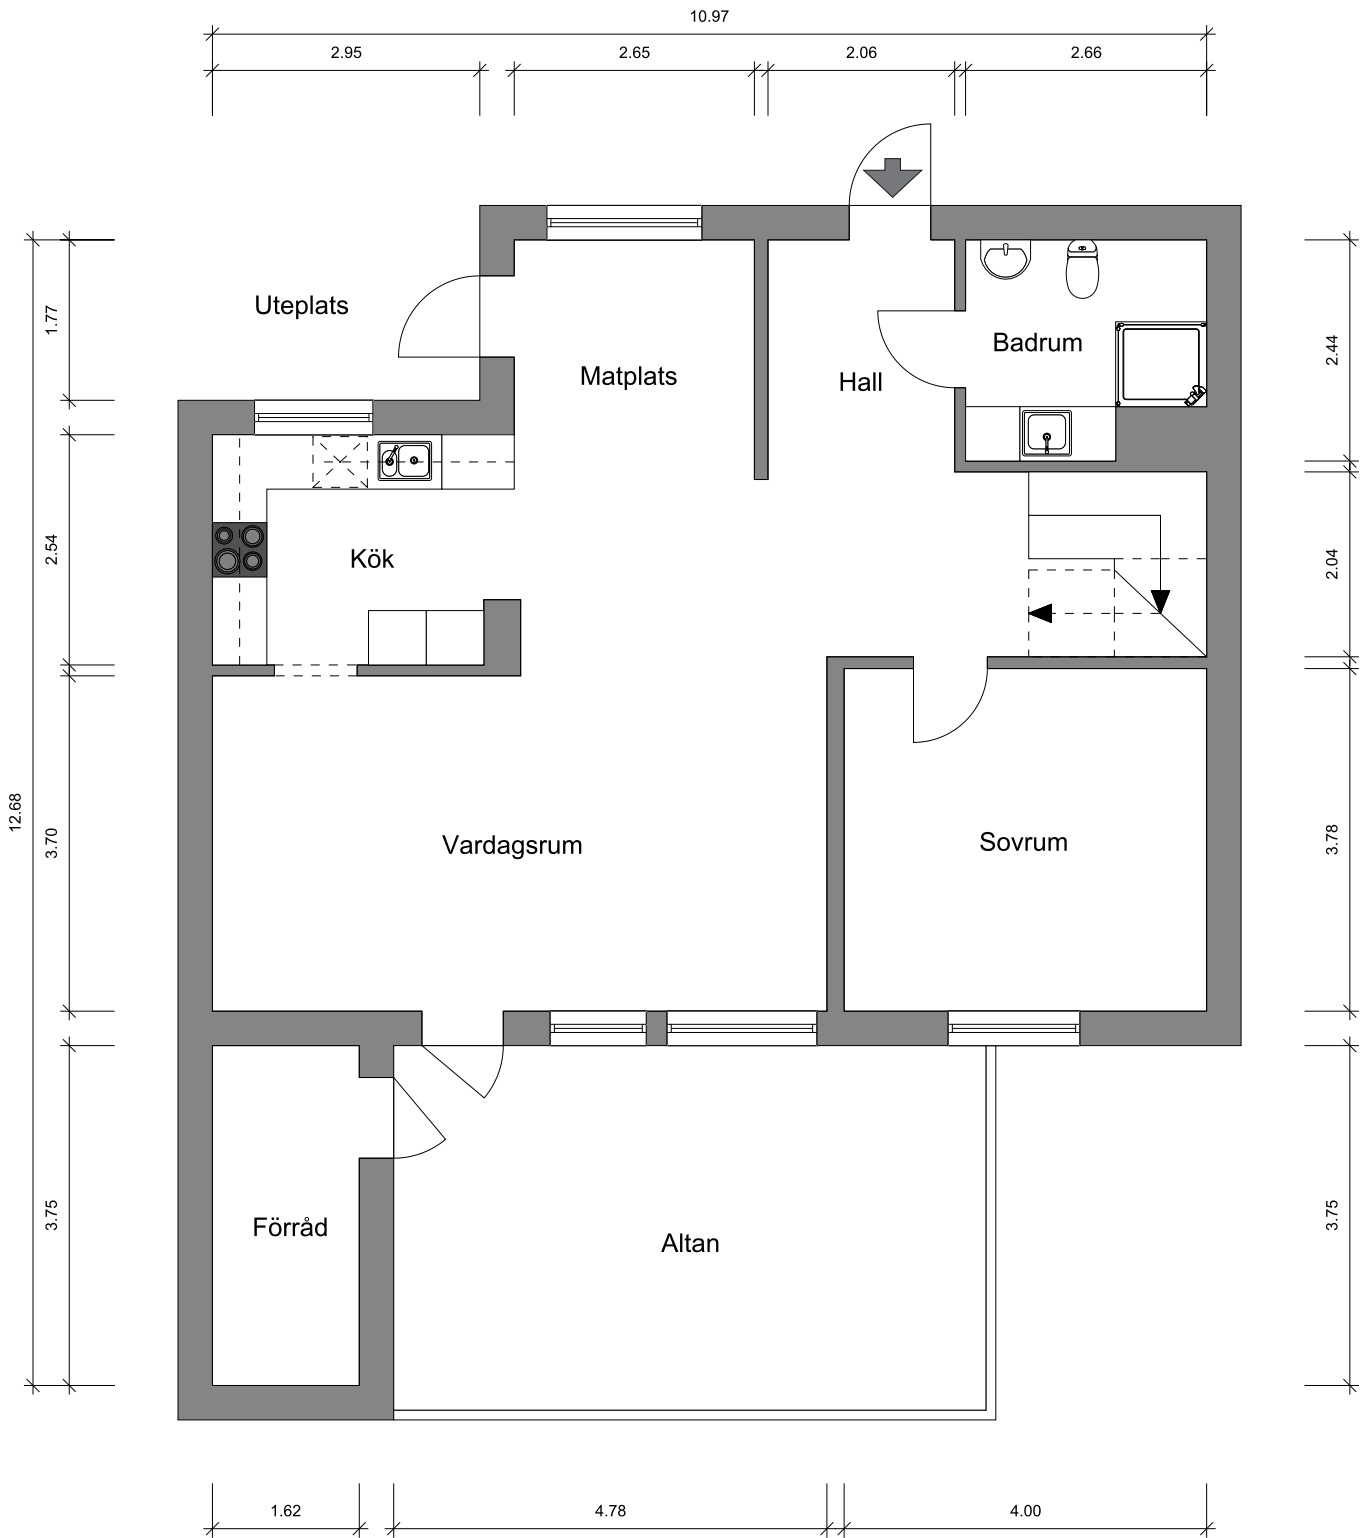 10.97
2.95
2.65
2.06
2.66
Uteplats
1.77
Matplats
Hall
Badrum
2.44
2.54
Kök
2.04
12.68
3.70
Vardagsrum
Sovrum
3.78
3.75
Förråd
Altan
3.75
1.62
4.78
4.00